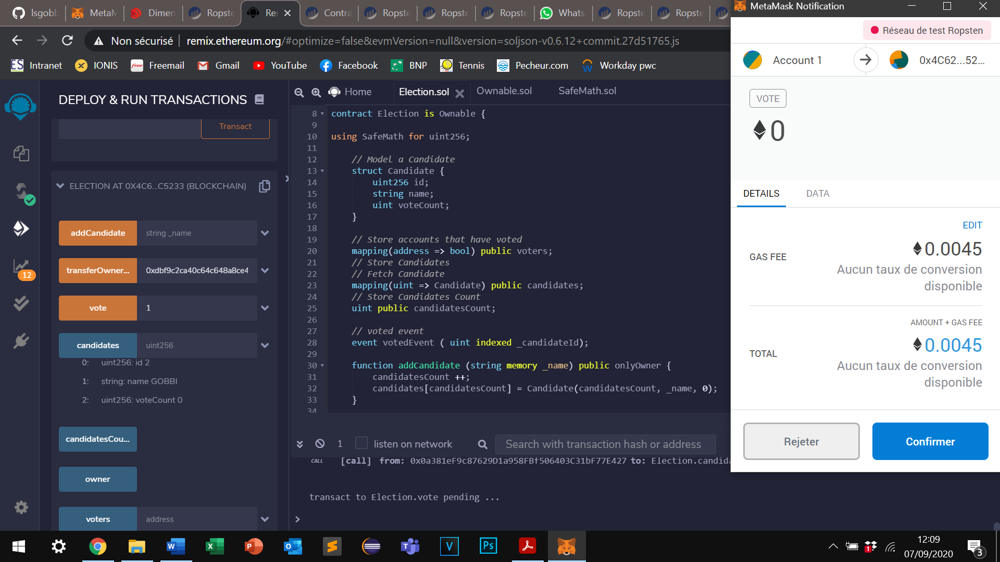 lsgobb
MetaM
Dimen
Ropste
Re
Contra
Ropste
Ropste
Ropste
Whats
Ropste
Ropste
Non sécurisé
remix.ethereum.org/#optimize=false&evmVersion=null&version=soljson-v0.6.12+commit.27d51765.js
ES Intranet
IONIS
free Freemail
Gmail
YouTube
Facebook
BNP
Tennis
Pecheur.com
Workday pwc
DEPLOY & RUN TRANSACTIONS
Transact
ELECTION AT 0X4C6...C5233 (BLOCKCHAIN)
addCandidate string _name
transferOwner... 0xdbf9c2ca40c64c648a8ce4
vote 1
candidates uint256
0: uint256: id 2
1: string: name GOBBI
2: uint256: voteCount 0
candidatesCou...
owner
voters address
12
Home
Election.sol
Ownable.sol
SafeMath.sol
8 contract Election is Ownable {
9
10 using SafeMath for uint256;
11
12 // Model a Candidate
13 struct Candidate {
14 uint256 id;
15 string name;
16 uint voteCount;
17 }
18
19 // Store accounts that have voted
20 mapping(address => bool) public voters;
21 // Store Candidates
22 // Fetch Candidate
23 mapping(uint => Candidate) public candidates;
24 // Store Candidates Count
25 uint public candidatesCount;
26
27 // voted event
28 event votedEvent ( uint indexed _candidateId);
29
30 function addCandidate (string memory _name) public onlyOwner {
31 candidatesCount ++;
32 candidates[candidatesCount] = Candidate(candidatesCount, _name, 0);
33 }
34
1 listen on network Search with transaction hash or address
CALL [call] from: 0x0a381eF9c87629D1a958FBf506403C31bF77E427 to: Election.candida
transact to Election.vote pending ...
>
MetaMask Notification
Réseau de test Ropsten
Account 1
0x4C62...52...
VOTE
0
DETAILS
DATA
EDIT
GAS FEE
0.0045
Aucun taux de conversion
disponible
AMOUNT + GAS FEE
TOTAL
0.0045
Aucun taux de conversion
disponible
Rejeter
Confirmer
W
X
P
O
S
T
V
Ps
1
12:09
07/09/2020
3